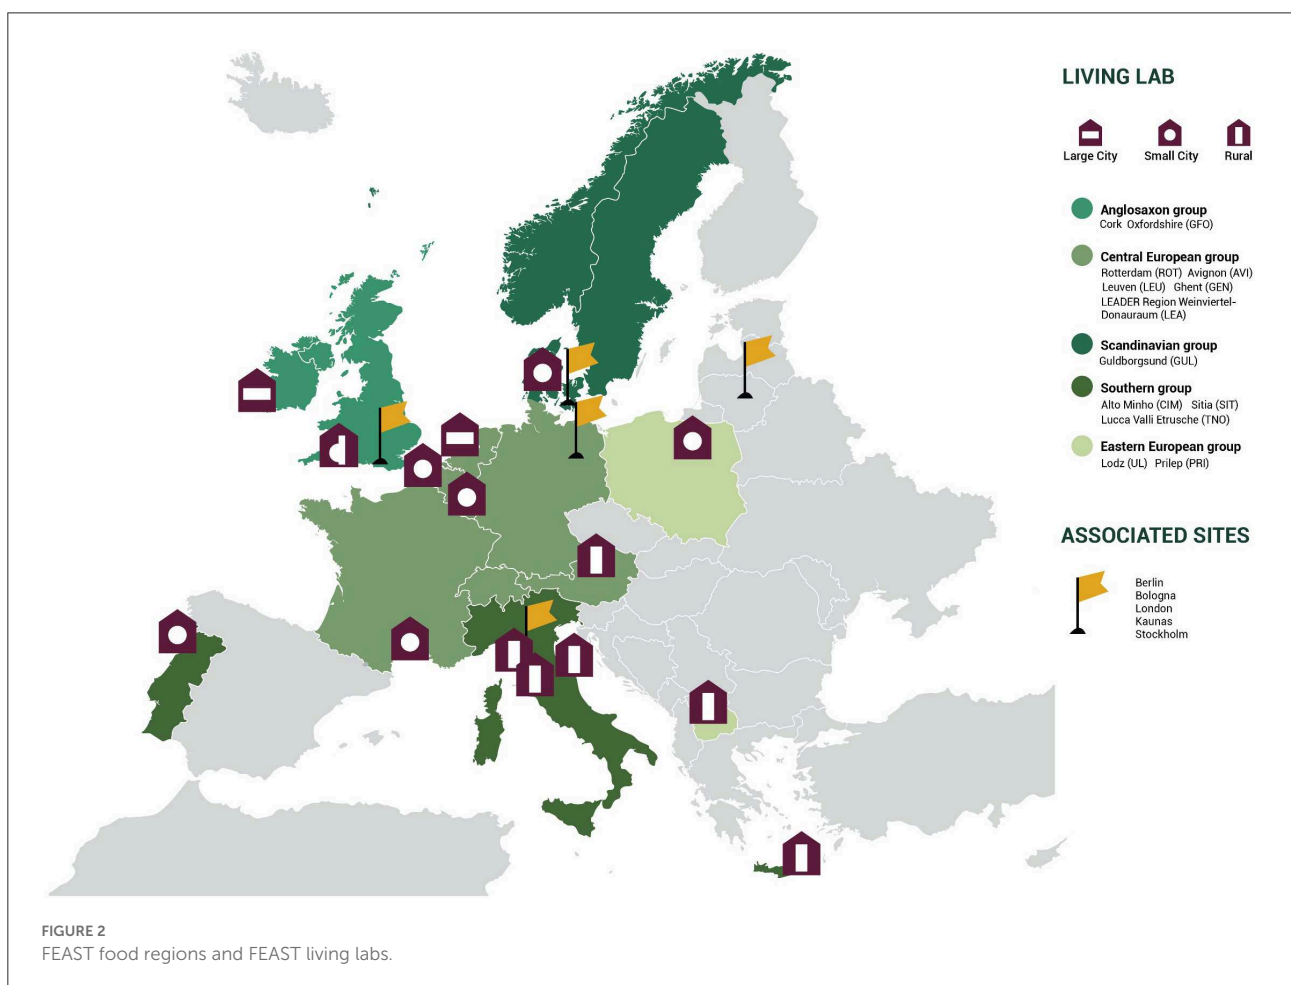 LIVING LAB
Large City
Small City
Rural
Anglosaxon group
Cork Oxfordshire (GFO)
Central European group
Rotterdam (ROT) Avignon (AVI)
Leuven (LEU) Ghent (GEN)
LEADER Region Weinviertel-
Donauraum (LEA)
Scandinavian group
Guldborgsund (GUL)
Southern group
Alto Minho (CIM) Sitia (SIT)
Lucca Valli Etrusche (TNO)
Eastern European group
Lodz (UL) Prilep (PRI)
ASSOCIATED SITES
Berlin
Bologna
London
Kaunas
Stockholm
FIGURE 2
FEAST food regions and FEAST living labs.